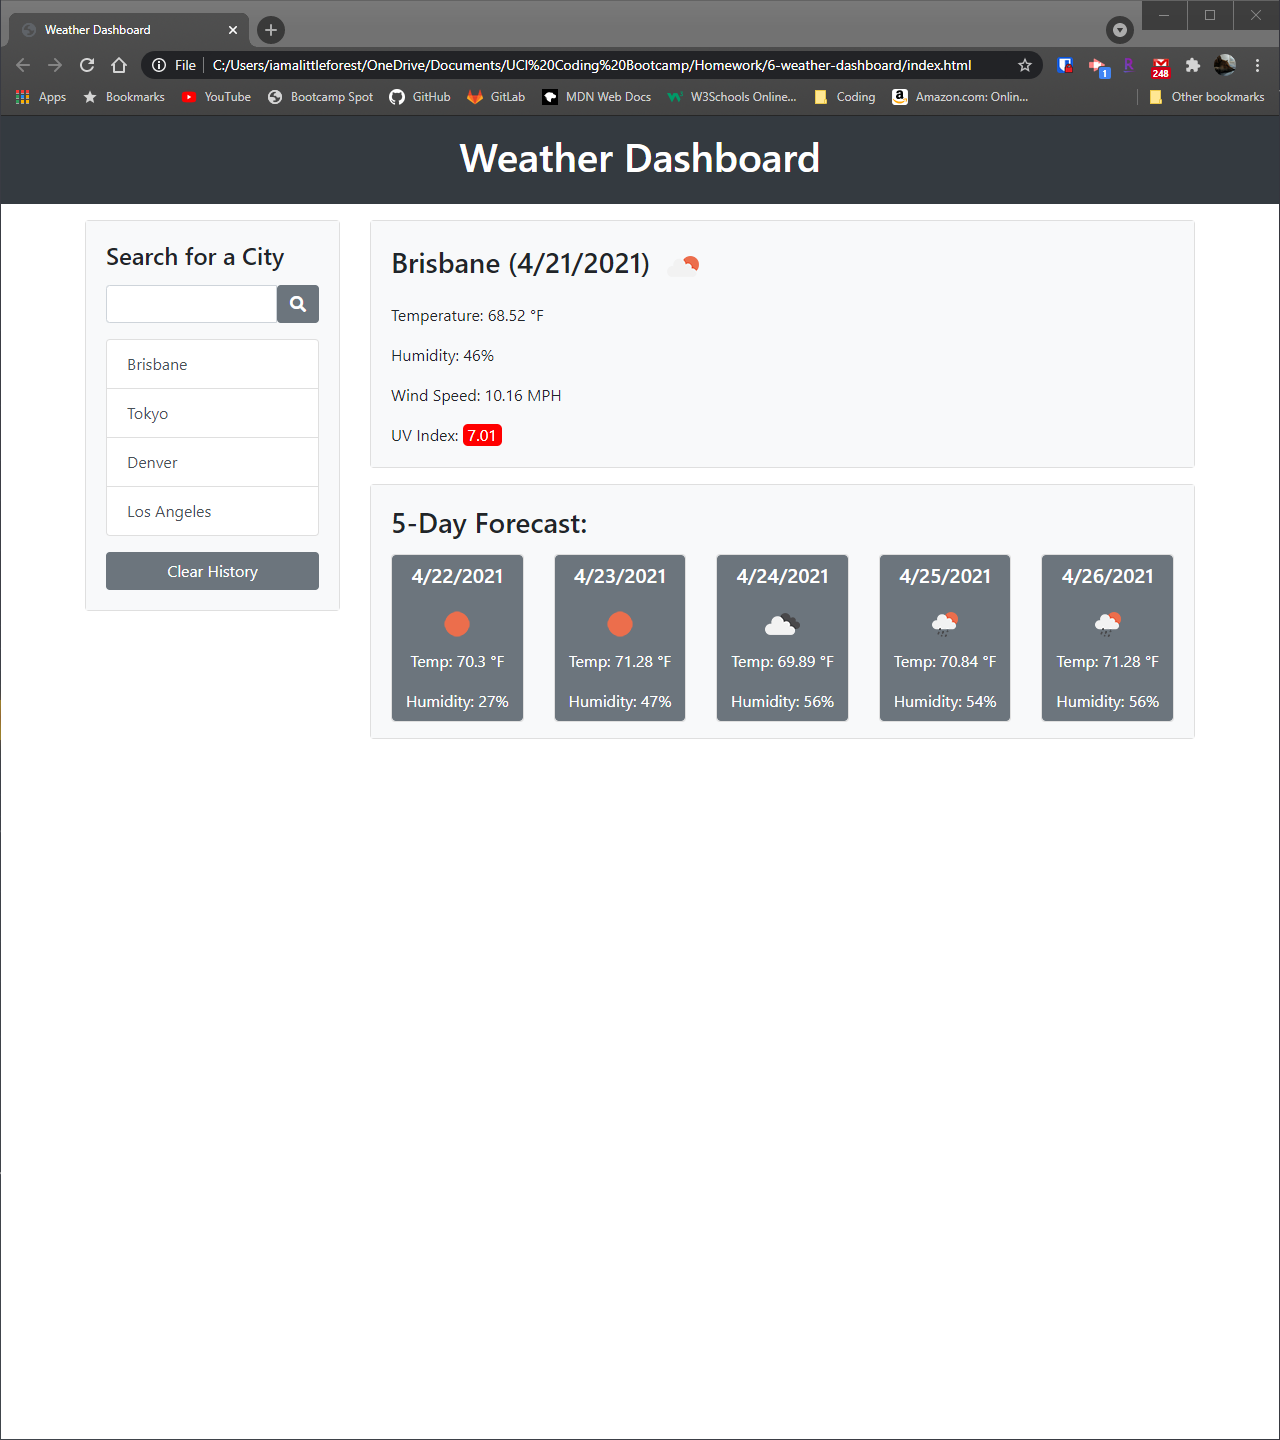 Weather Dashboard
File C:/Users/iamalittleforest/OneDrive/Documents/UCI%20Coding%20Bootcamp/Homework/6-weather-dashboard/index.html
1
R
248
Apps Bookmarks YouTube Bootcamp Spot GitHub GitLab MDN Web Docs W3Schools Online... Coding Amazon.com: Onlin... Other bookmarks
Weather Dashboard
Search for a City
Brisbane
Tokyo
Denver
Los Angeles
Clear History
Brisbane (4/21/2021)
Temperature: 68.52 °F
Humidity: 46%
Wind Speed: 10.16 MPH
UV Index: 7.01
5-Day Forecast:
4/22/2021
Temp: 70.3 °F
Humidity: 27%
4/23/2021
Temp: 71.28 °F
Humidity: 47%
4/24/2021
Temp: 69.89 °F
Humidity: 56%
4/25/2021
Temp: 70.84 °F
Humidity: 54%
4/26/2021
Temp: 71.28 °F
Humidity: 56%